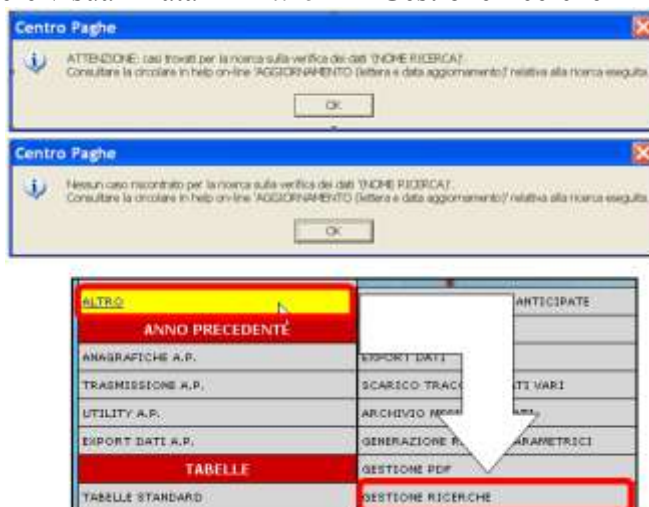 Centro Paghe
ATTENZIONE: casi trovati per la ricerca sulla verifica dei dati '(NOME RICERCA)'.
Consultare la circolare in help on-line 'AGGIORNAMENTO (lettera e data aggiornamento)' relativa alla ricerca eseguita.
OK
Centro Paghe
Nessun caso riscontrato per la ricerca sulla verifica dei dati '(NOME RICERCA)'.
Consultare la circolare in help on-line 'AGGIORNAMENTO (lettera e data aggiornamento)' relativa alla ricerca eseguita.
OK
ALTRO
ANTICIPATE
ANNO PRECEDENTE
ANAGRAFICHE A.P.
EXPORT DATI
TRASMISSIONE A.P.
SCARICO
VARI
UTILITY A.P.
ARCHIVIO
EXPORT DATI A.P.
GENERAZIONE
PARAMETRICI
TABELLE
GESTIONE PDF
TABELLE STANDARD
GESTIONE RICERCHE